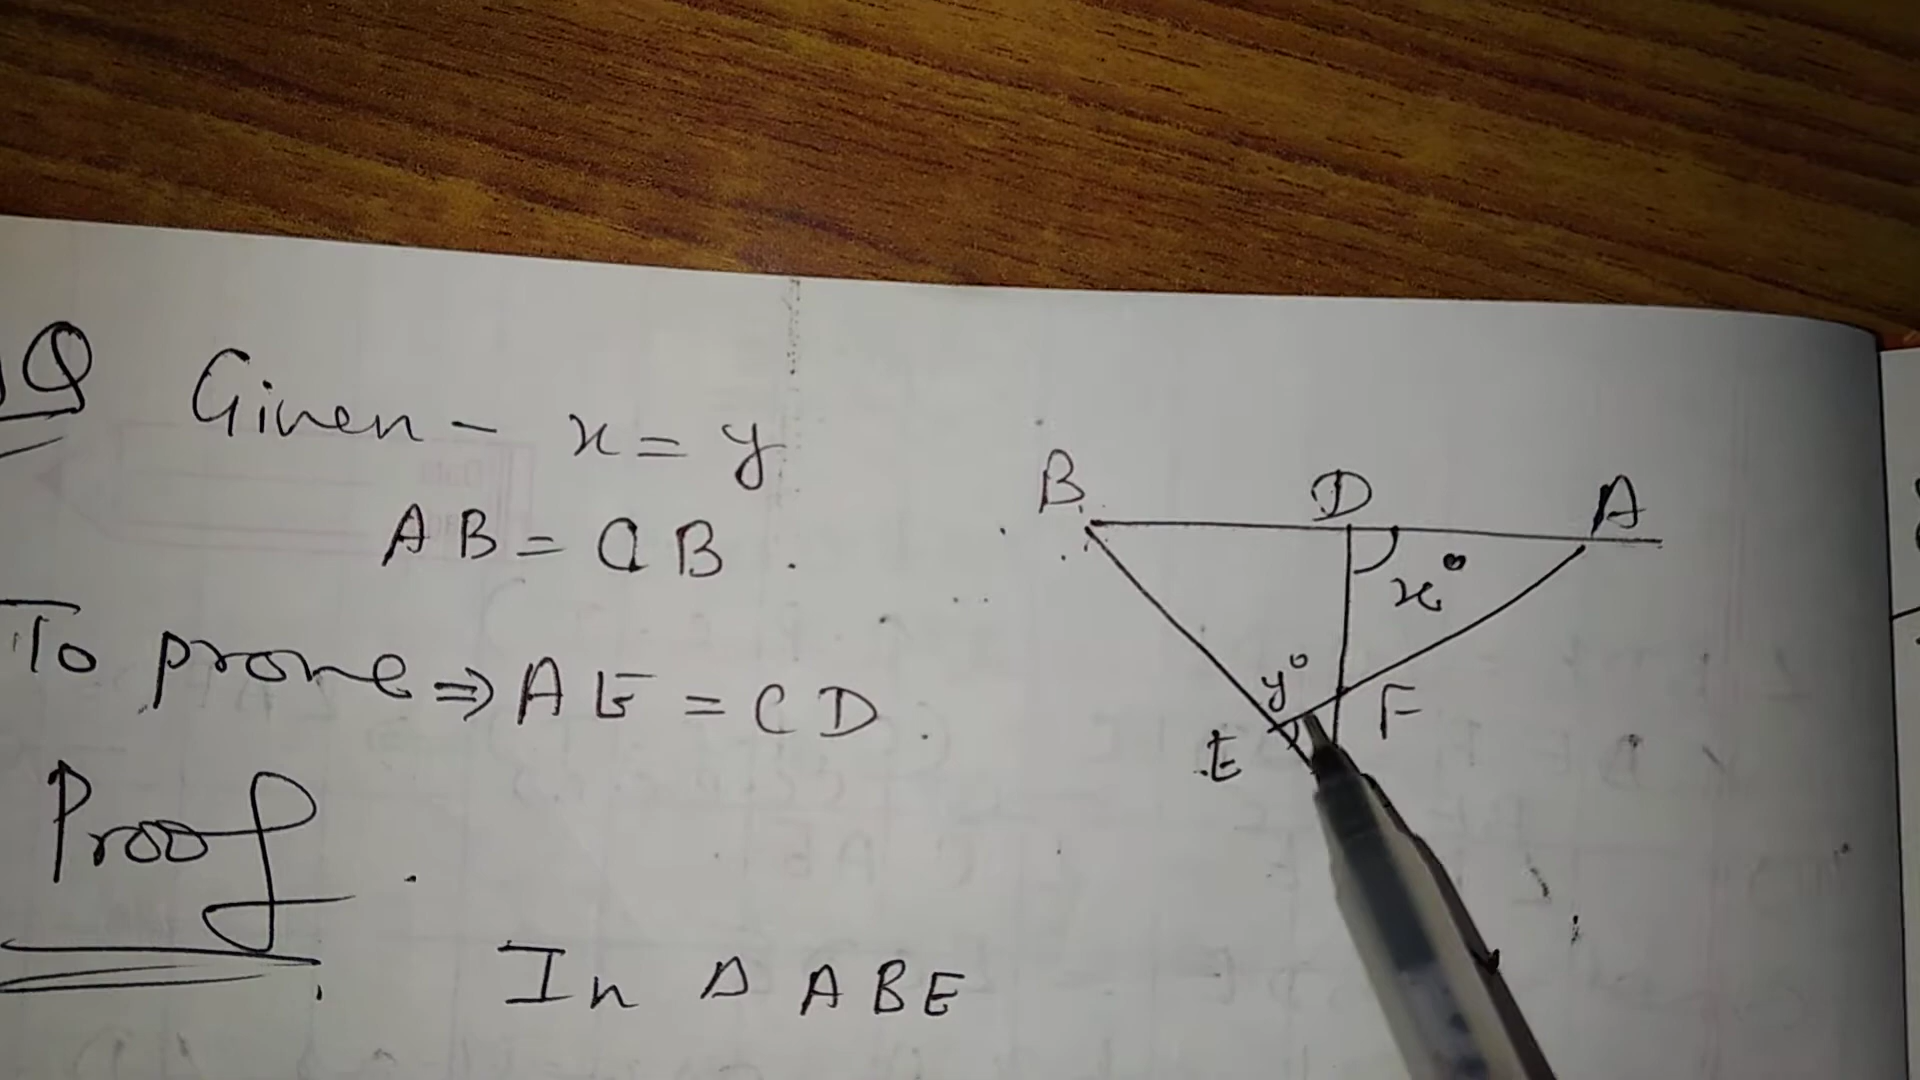 Q Given - x = y
AB = CB .
To prove ⇒ AE = CD .
Proof .
In Δ ABE
B D A
x°
y°
E F